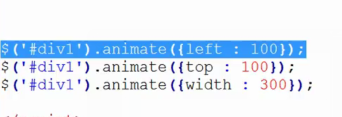 $('#div1').animate({left : 100});
$('#div1').animate({top : 100});
$('#div1').animate({width : 300});